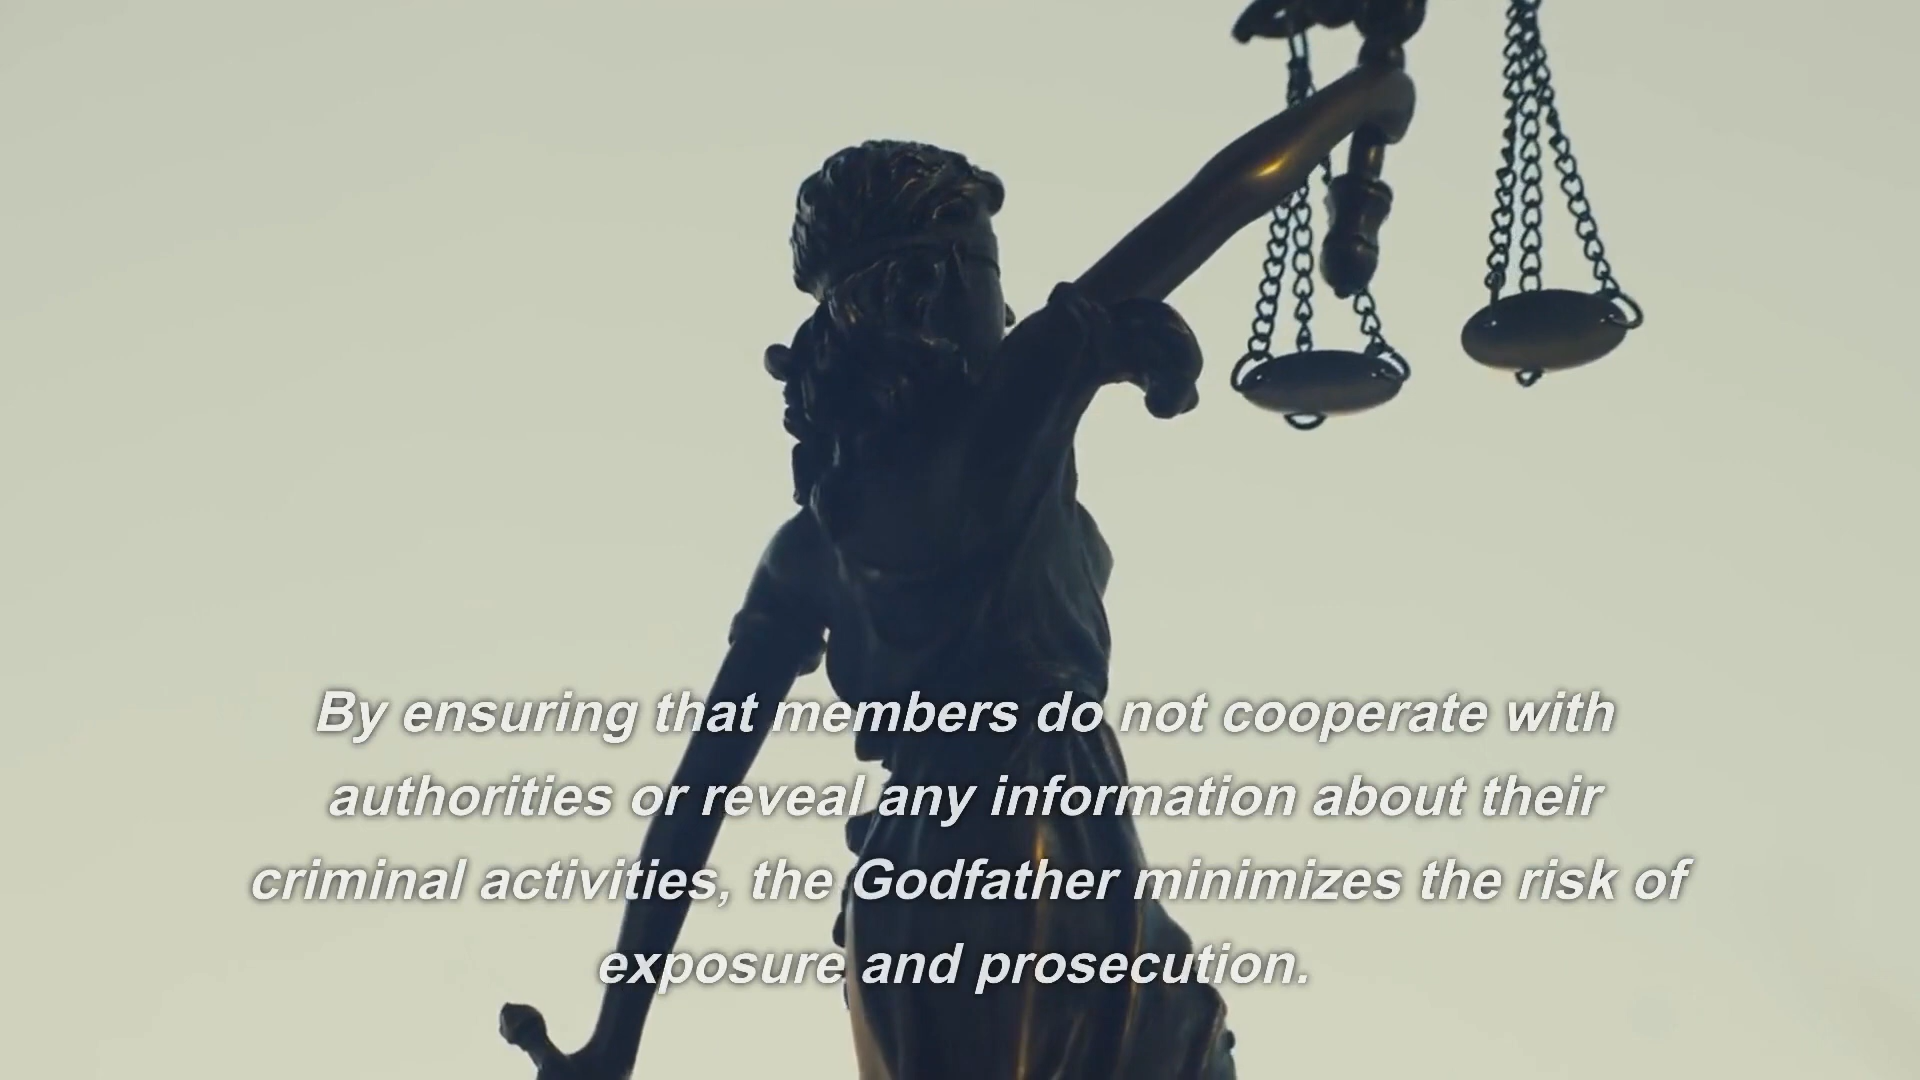 By ensuring that members do not cooperate with
authorities or reveal any information about their
criminal activities, the Godfather minimizes the risk of
exposure and prosecution.